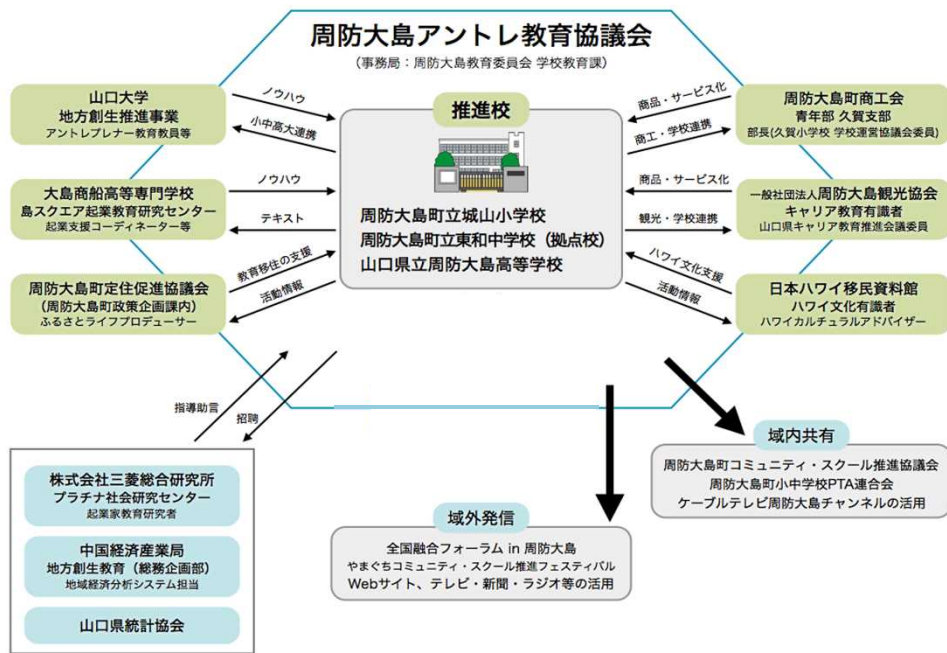 周防大島アントレ教育協議会
（事務局：周防大島教育委員会 学校教育課）
山口大学
地方創生推進事業
アントレプレナー教育教員等
ノウハウ
小中高大連携
大島商船高等専門学校
島スクエア起業教育研究センター
起業支援コーディネーター等
ノウハウ
テキスト
周防大島町定住促進協議会
（周防大島町政策企画課内）
ふるさとライフプロデューサー
教育移住の支援
活動情報
推進校
周防大島町立城山小学校
周防大島町立東和中学校（拠点校）
山口県立周防大島高等学校
商品・サービス化
商工・学校連携
周防大島町商工会
青年部 久賀支部
部長(久賀小学校 学校運営協議会委員)
商品・サービス化
観光・学校連携
一般社団法人周防大島観光協会
キャリア教育有識者
山口県キャリア教育推進会議委員
ハワイ文化支援
活動情報
日本ハワイ移民資料館
ハワイ文化有識者
ハワイカルチュラルアドバイザー
指導助言
招聘
株式会社三菱総合研究所
プラチナ社会研究センター
起業家教育研究者
中国経済産業局
地方創生教育（総務企画部）
地域経済分析システム担当
山口県統計協会
域外発信
全国融合フォーラム in 周防大島
やまぐちコミュニティ・スクール推進フェスティバル
Webサイト、テレビ・新聞・ラジオ等の活用
域内共有
周防大島町コミュニティ・スクール推進協議会
周防大島町小中学校PTA連合会
ケーブルテレビ周防大島チャンネルの活用